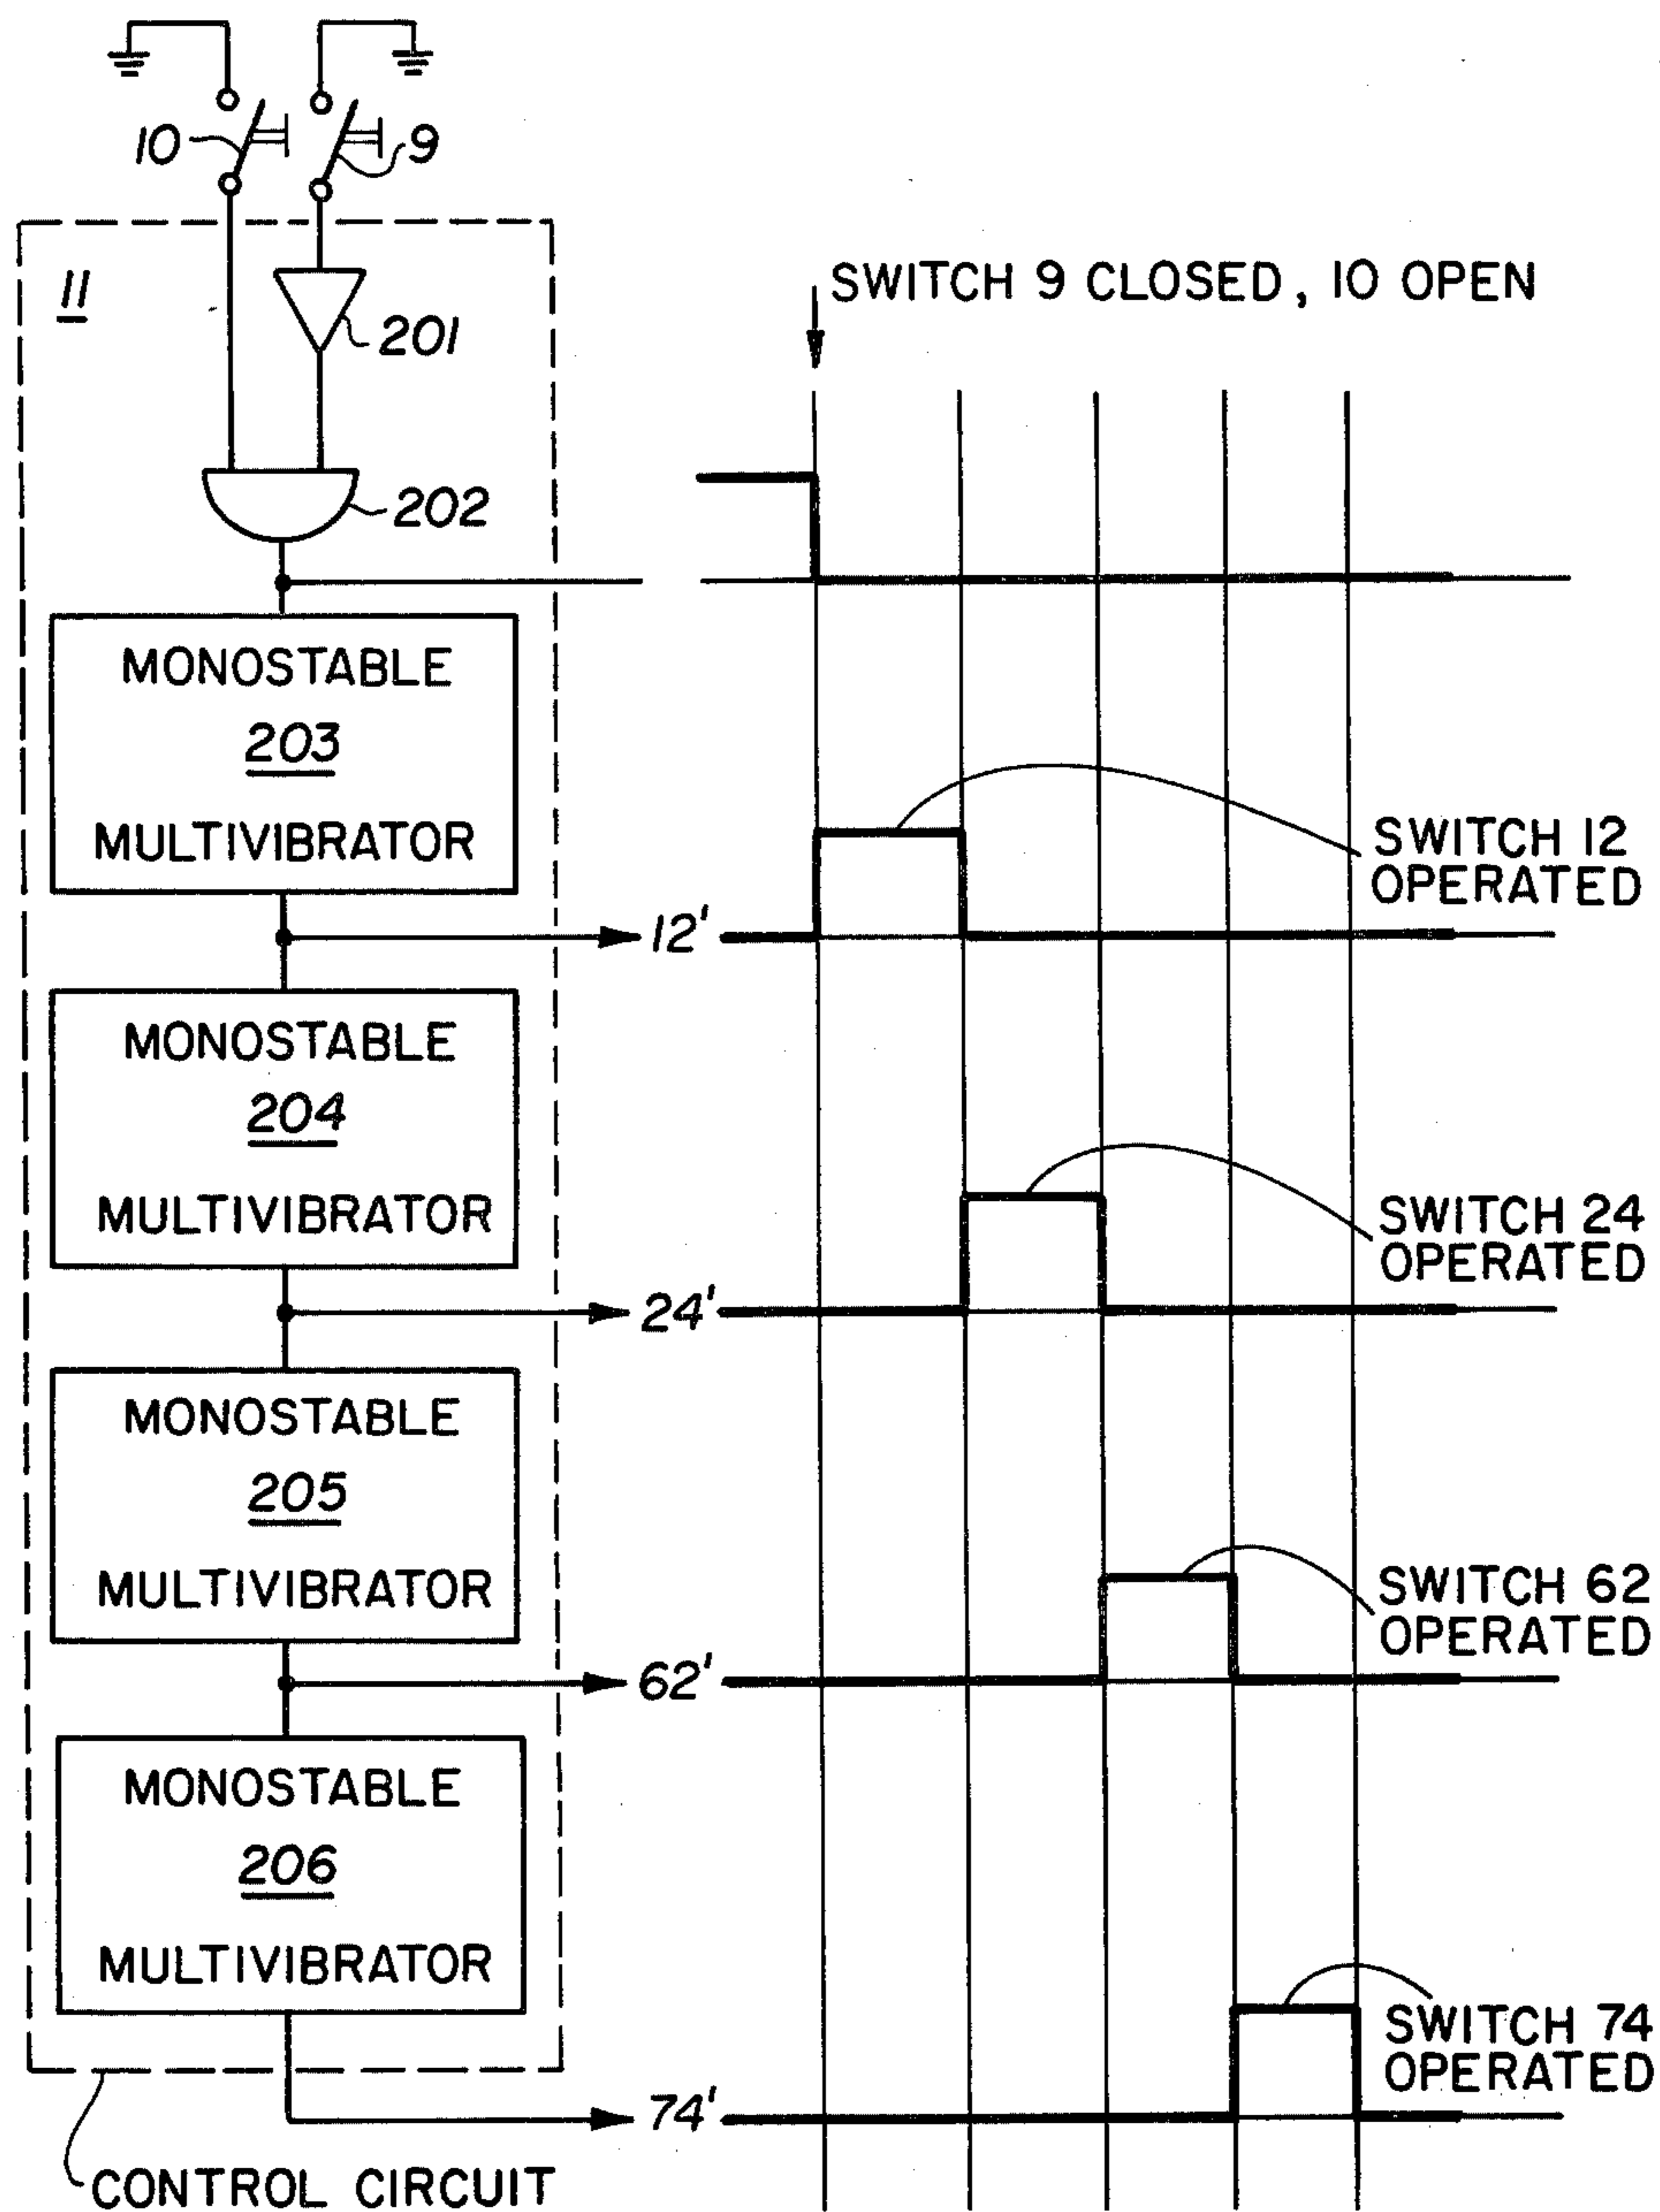 10
9
11
SWITCH 9 CLOSED, 10 OPEN
201
202
MONOSTABLE
203
MULTIVIBRATOR
SWITCH 12
OPERATED
12'
MONOSTABLE
204
MULTIVIBRATOR
SWITCH 24
OPERATED
24'
MONOSTABLE
205
MULTIVIBRATOR
SWITCH 62
OPERATED
62'
MONOSTABLE
206
MULTIVIBRATOR
SWITCH 74
OPERATED
74'
CONTROL CIRCUIT